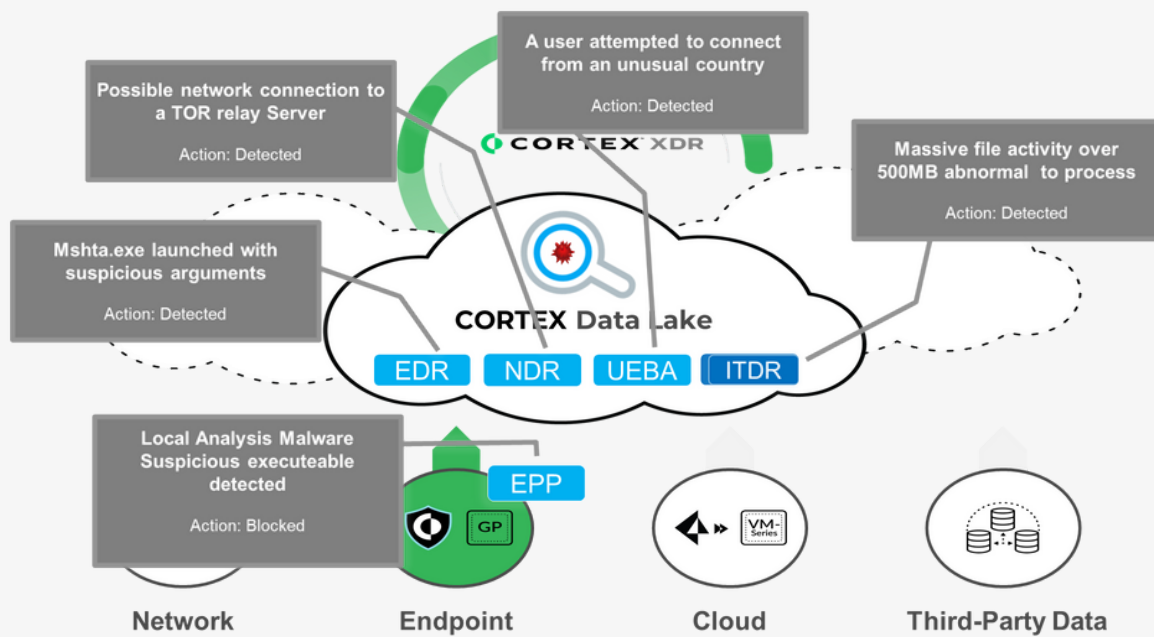 A user attempted to connect
from an unusual country
Action: Detected
Possible network connection to
a TOR relay Server
Action: Detected
CORTEX XDR
Massive file activity over
500MB abnormal to process
Action: Detected
Mshta.exe launched with
suspicious arguments
Action: Detected
CORTEX Data Lake
EDR
NDR
UEBA
ITDR
Local Analysis Malware
Suspicious executeable
detected
Action: Blocked
EPP
GP
VM-
Series
Network
Endpoint
Cloud
Third-Party Data